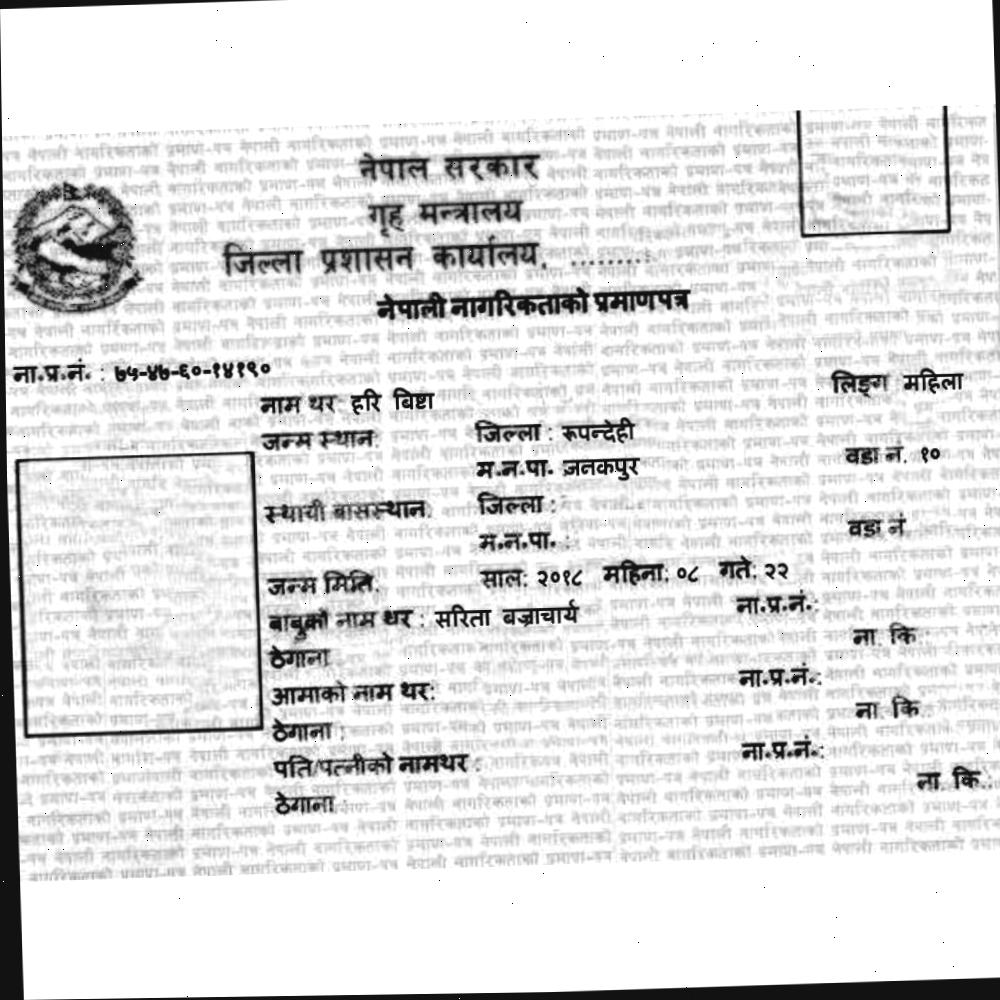 नेपाल सरकार
गृह मन्त्रालय
जिल्ला प्रशासन कार्यालय, .........
नेपाली नागरिकताको प्रमाणपत्र
ना.प्र.नं. : ७५-४७-६०-१४१९०
लिङ्ग महिला
नाम थर हरि बिष्टा
जन्म स्थान: जिल्ला : रूपन्देही
म.न.पा. जनकपुर वडा नं. १०
स्थायी बासस्थान: जिल्ला :
म.न.पा. : वडा नं
जन्म मिति: साल: २०१८ महिना: ०८ गते: २२
बाबुको नाम थर : सरिता बज्राचार्य ना.प्र.नं.:
ठेगाना ना. कि.:
आमाको नाम थर: ना.प्र.नं.:
ठेगाना : ना. कि.
पति/पत्नीको नामथर : ना.प्र.नं.:
ठेगाना : ना. कि.: